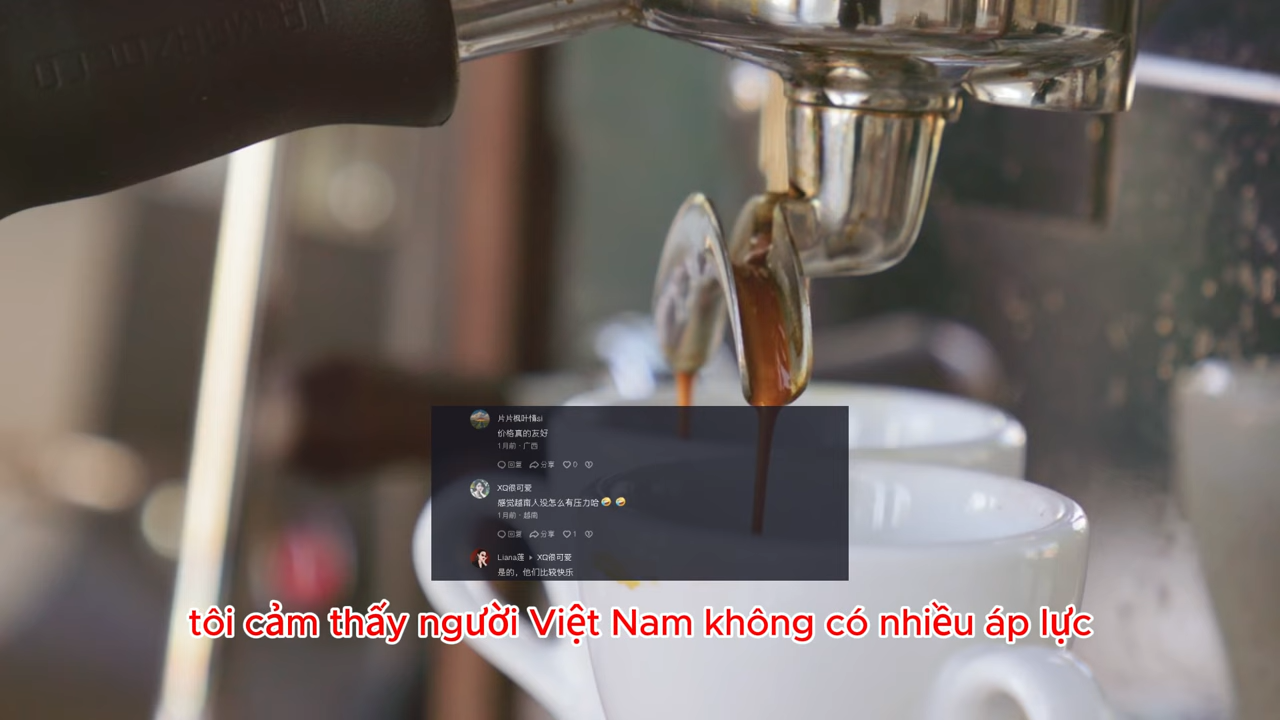 片片枫叶情si
价格真的友好
1月前 · 广西
回复 分享 0
XQ很可爱
感觉越南人没怎么有压力哈🤣 🤣
1月前 · 越南
回复 分享 1
Liana莲 ▸ XQ很可爱
是的，他们比较快乐
tôi cảm thấy người Việt Nam không có nhiều áp lực